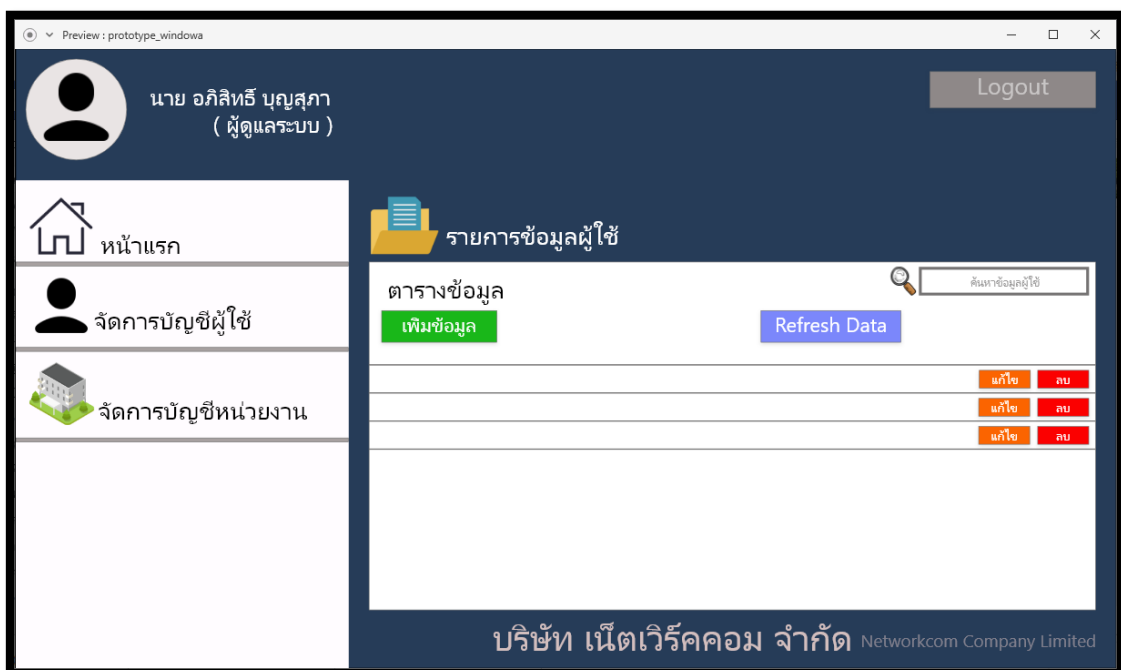 Preview : prototype_windowa
นาย อภิสิทธิ์ บุญสุภา
( ผู้ดูแลระบบ )
Logout
หน้าแรก
จัดการบัญชีผู้ใช้
จัดการบัญชีหน่วยงาน
รายการข้อมูลผู้ใช้
ตารางข้อมูล
ค้นหาข้อมูลผู้ใช้
เพิ่มข้อมูล
Refresh Data
แก้ไข ลบ
แก้ไข ลบ
แก้ไข ลบ
บริษัท เน็ตเวิร์คคอม จำกัด Networkcom Company Limited